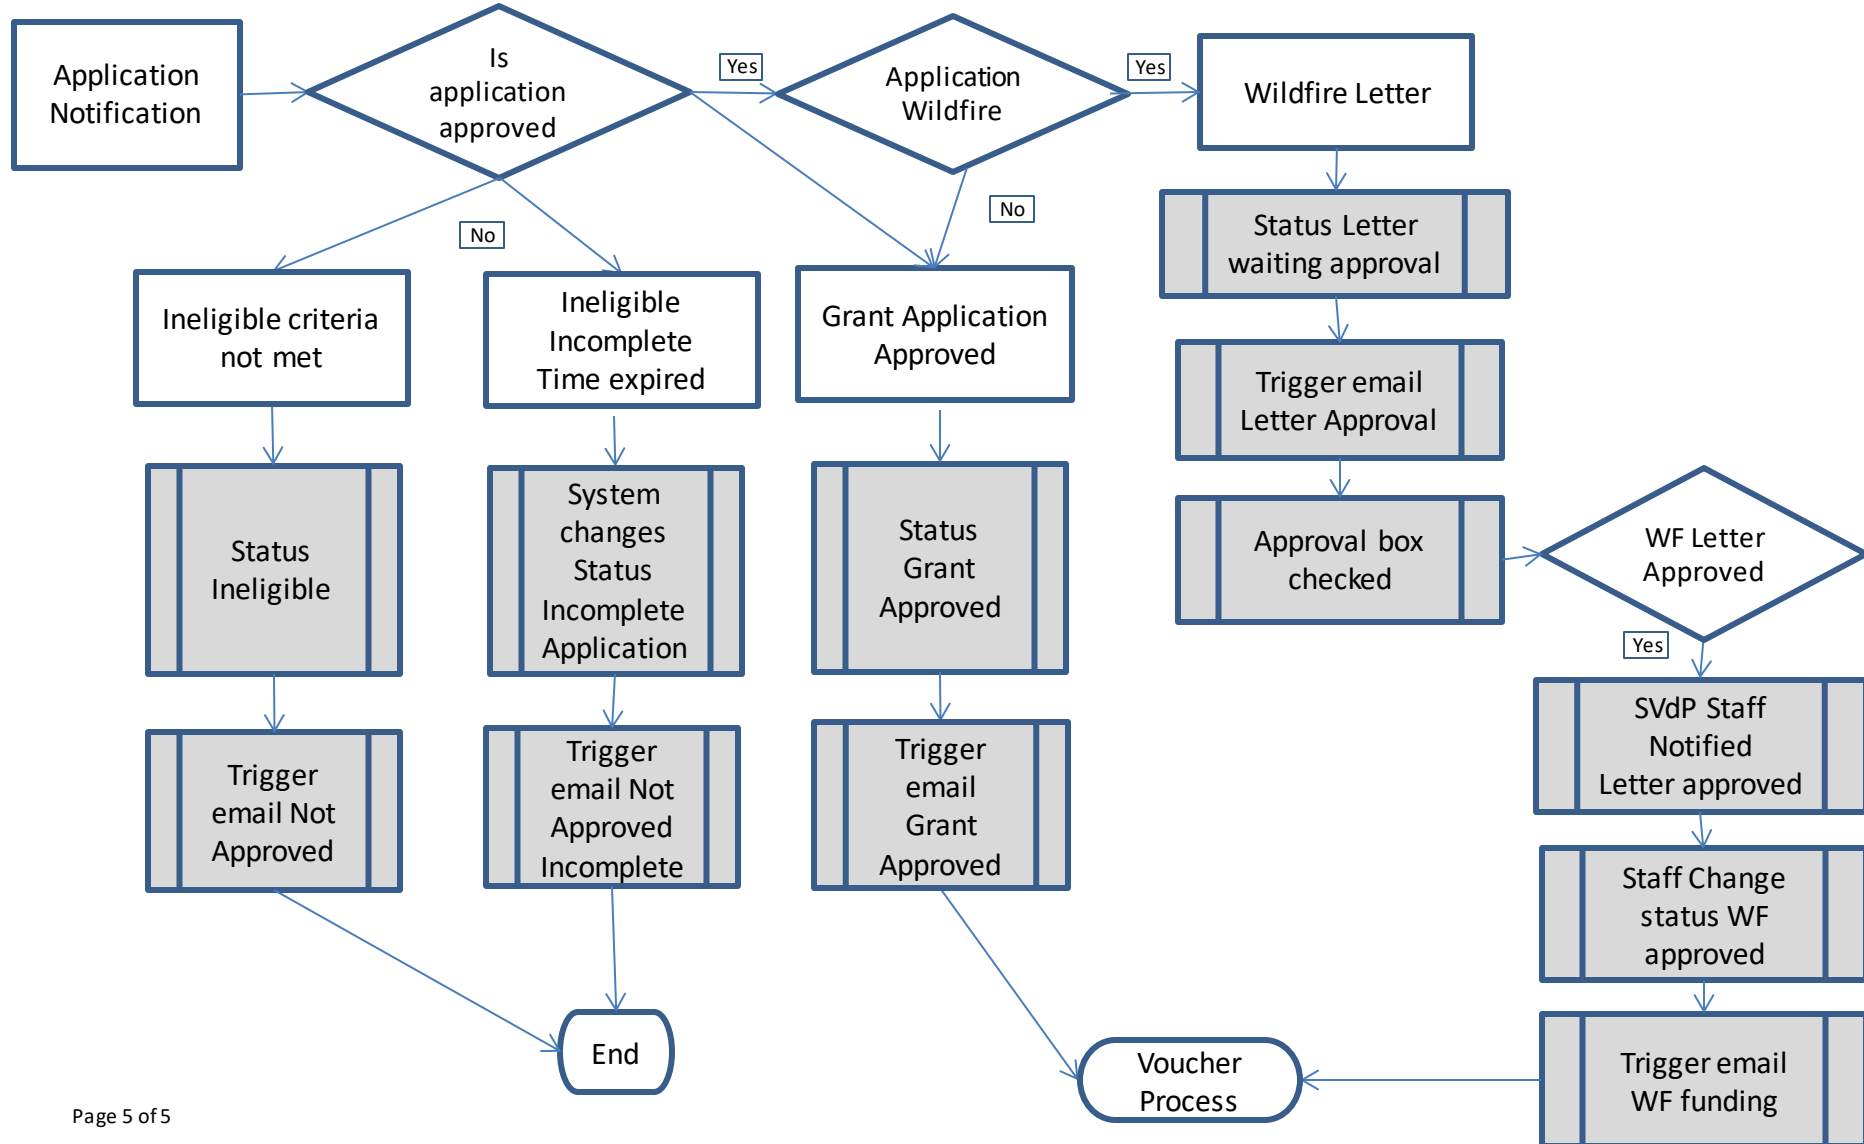 Application
Notification
Is
application
approved
Yes
Application
Wildfire
Yes
Wildfire Letter
No
No
Status Letter
waiting approval
Ineligible criteria
not met
Ineligible
Incomplete
Time expired
Grant Application
Approved
Trigger email
Letter Approval
Status
Ineligible
System
changes
Status
Incomplete
Application
Status
Grant
Approved
Approval box
checked
WF Letter
Approved
Yes
SVdP Staff
Notified
Letter approved
Trigger
email Not
Approved
Trigger
email Not
Approved
Incomplete
Trigger
email
Grant
Approved
Staff Change
status WF
approved
End
Voucher
Process
Trigger email
WF funding
Page 5 of 5